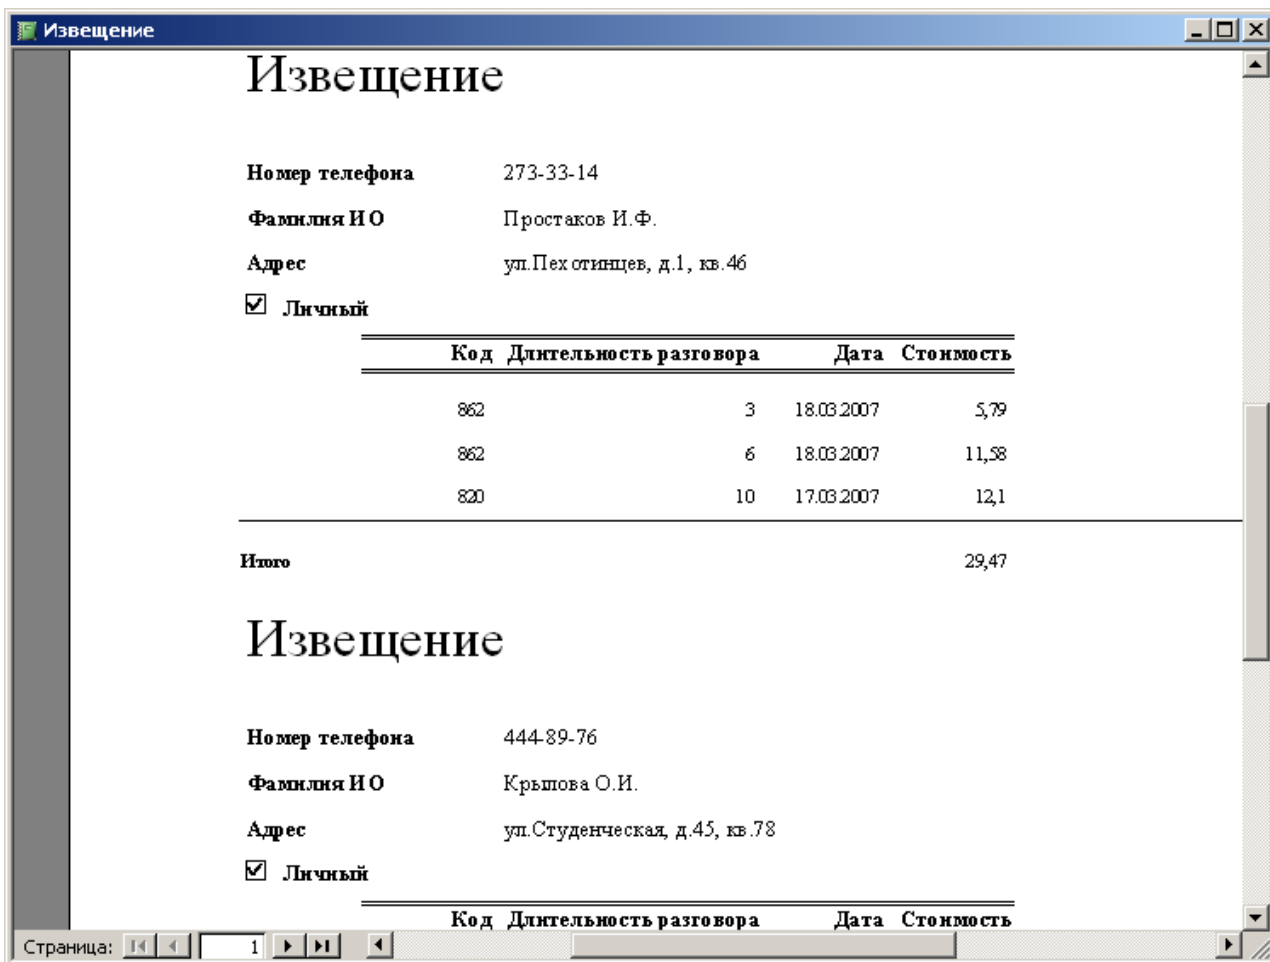 Извещение
Извещение
Номер телефона 273-33-14
Фамилия И О Простаков И.Ф.
Адрес ул.Пехотинцев, д.1, кв.46
Личный
Код Длительность разговора Дата Стоимость
862 3 18.03.2007 5,79
862 6 18.03.2007 11,58
820 10 17.03.2007 12,1
Итого 29,47
Извещение
Номер телефона 444-89-76
Фамилия И О Крылова О.И.
Адрес ул.Студенческая, д.45, кв.78
Личный
Код Длительность разговора Дата Стоимость
Страница: 1